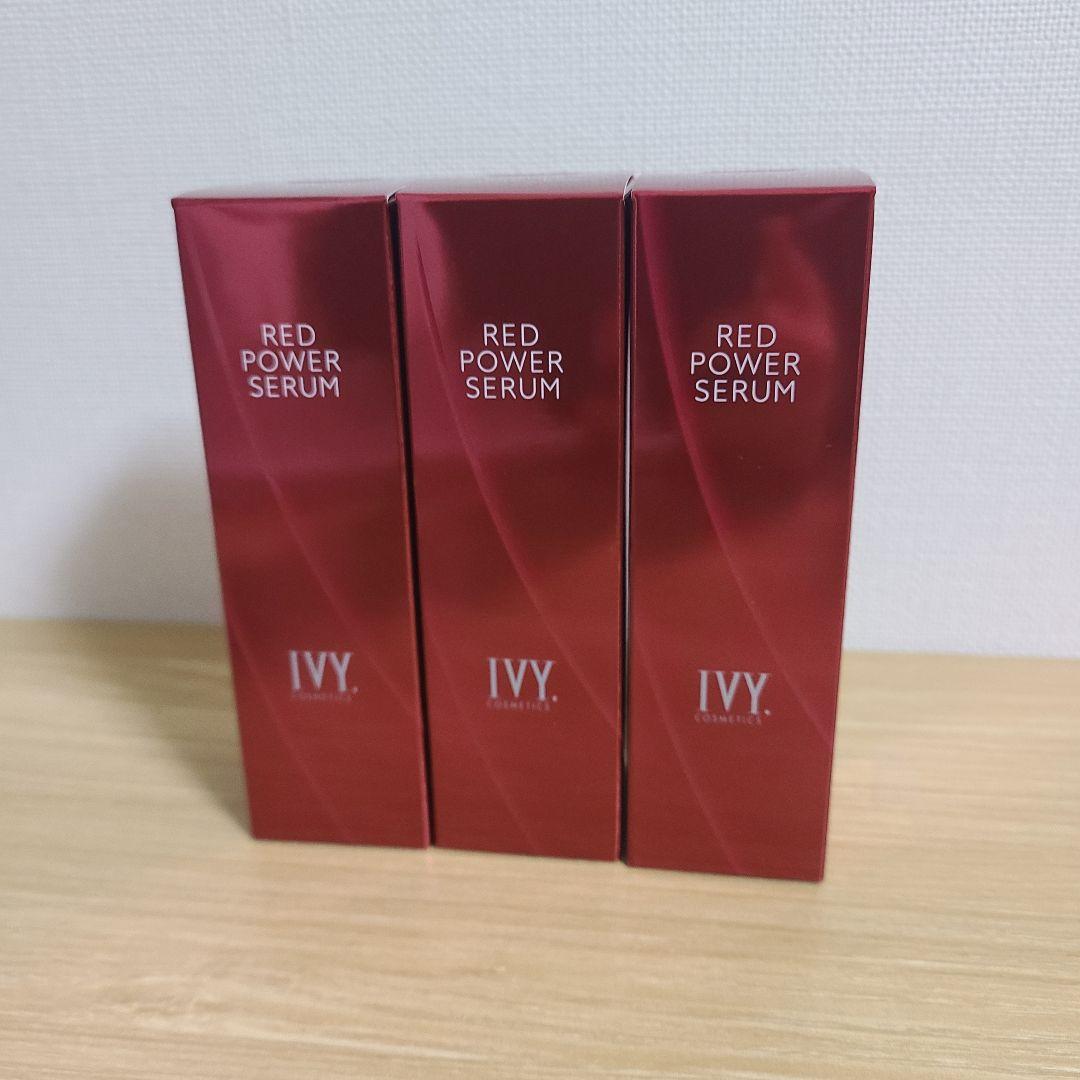 RED
POWER
SERUM
IVY.
COSMETICS
RED
POWER
SERUM
IVY.
COSMETICS
RED
POWER
SERUM
IVY.
COSMETICS